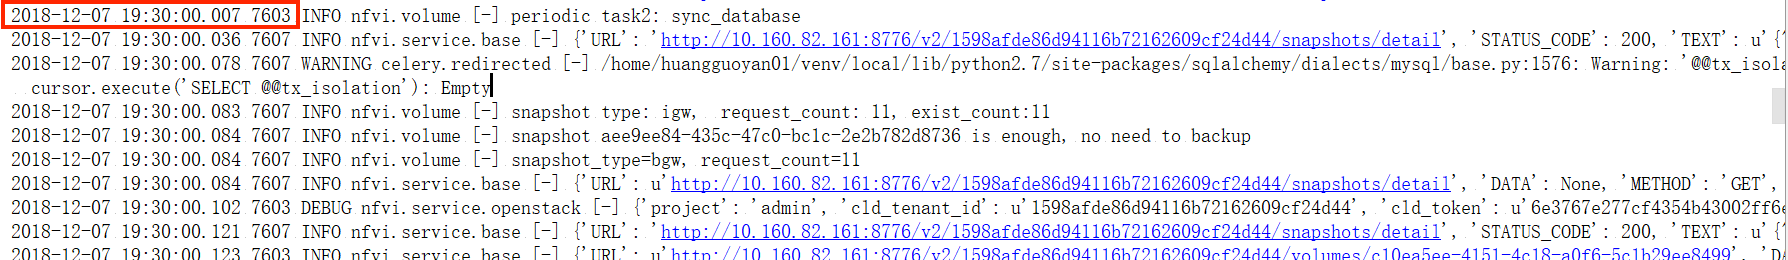 2018-12-07 19:30:00.007 7603 INFO nfvi.volume [-] periodic task2: sync_database
2018-12-07 19:30:00.036 7607 INFO nfvi.service.base [-] {'URL': 'http://10.160.82.161:8776/v2/1598afde86d94116b72162609cf24d44/snapshots/detail', 'STATUS_CODE': 200, 'TEXT': u'{
2018-12-07 19:30:00.078 7607 WARNING celery.redirected [-] /home/huangguoyan01/venv/local/lib/python2.7/site-packages/sqlalchemy/dialects/mysql/base.py:1576: Warning: '@@tx_isola
cursor.execute('SELECT @@tx_isolation'): Empty
2018-12-07 19:30:00.083 7607 INFO nfvi.volume [-] snapshot type: igw, request_count: 11, exist_count:11
2018-12-07 19:30:00.084 7607 INFO nfvi.volume [-] snapshot aee9ee84-435c-47c0-bc1c-2e2b782d8736 is enough, no need to backup
2018-12-07 19:30:00.084 7607 INFO nfvi.volume [-] snapshot_type=bgw, request_count=11
2018-12-07 19:30:00.084 7607 INFO nfvi.service.base [-] {'URL': u'http://10.160.82.161:8776/v2/1598afde86d94116b72162609cf24d44/snapshots/detail', 'DATA': None, 'METHOD': 'GET',
2018-12-07 19:30:00.102 7603 DEBUG nfvi.service.openstack [-] {'project': 'admin', 'cld_tenant_id': u'1598afde86d94116b72162609cf24d44', 'cld_token': u'6e3767e277cf4354b43002ff6e
2018-12-07 19:30:00.121 7607 INFO nfvi.service.base [-] {'URL': 'http://10.160.82.161:8776/v2/1598afde86d94116b72162609cf24d44/snapshots/detail', 'STATUS_CODE': 200, 'TEXT': u'{
2018-12-07 19:30:00.123 7603 INFO nfvi.service.base [-] {'URL': u'http://10.160.82.161:8776/v2/1598afde86d94116b72162609cf24d44/volumes/c10ea5ee-4151-4c18-a0f6-5c1b29ee8499', 'DA